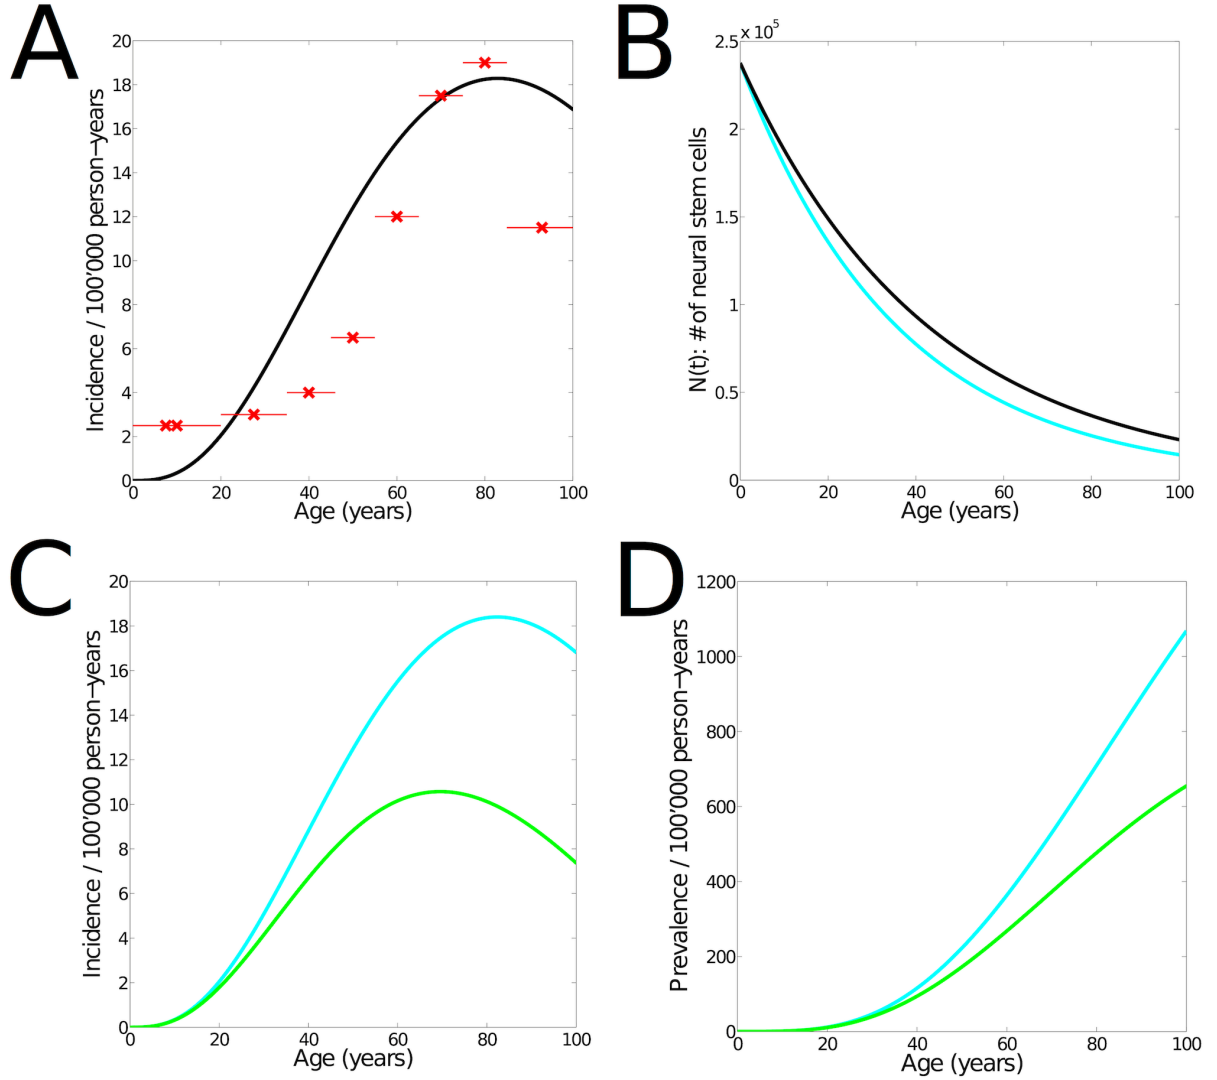 A
B
20
18
16
14
12
10
8
6
4
2
0
Incidence / 100'000 person−years
0 20 40 60 80 100
Age (years)
2.5 x 10^5
2
1.5
1
0.5
0
N(t): # of neural stem cells
0 20 40 60 80 100
Age (years)
C
D
20
18
16
14
12
10
8
6
4
2
0
Incidence / 100'000 person−years
0 20 40 60 80 100
Age (years)
1200
1000
800
600
400
200
0
Prevalence / 100'000 person−years
0 20 40 60 80 100
Age (years)